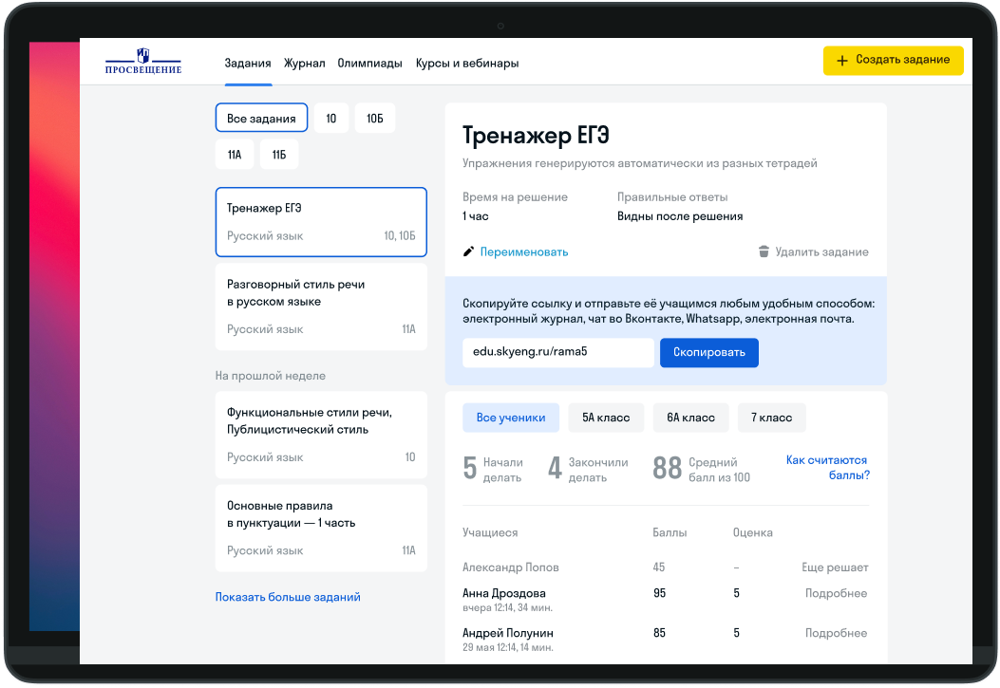 ПРОСВЕЩЕНИЕ
Задания Журнал Олимпиады Курсы и вебинары
+ Создать задание
Все задания 10 10Б
11А 11Б
Тренажер ЕГЭ
Русский язык 10, 10Б
Разговорный стиль речи
в русском языке
Русский язык 11А
На прошлой неделе
Функциональные стили речи,
Публицистический стиль
Русский язык 10
Основные правила
в пунктуации — 1 часть
Русский язык 11А
Показать больше заданий
Тренажер ЕГЭ
Упражнения генерируются автоматически из разных тетрадей
Время на решение Правильные ответы
1 час Видны после решения
Переименовать Удалить задание
Скопируйте ссылку и отправьте её учащимся любым удобным способом:
электронный журнал, чат во Вконтакте, Whatsapp, электронная почта.
edu.skyeng.ru/rama5 Скопировать
Все ученики 5А класс 6А класс 7 класс
5 Начали делать 4 Закончили делать 88 Средний балл из 100 Как считаются баллы?
Учащиеся Баллы Оценка
Александр Попов 45 – Еще решает
Анна Дроздова 95 5 Подробнее
вчера 12:14, 34 мин.
Андрей Полунин 85 5 Подробнее
29 мая 12:14, 14 мин.